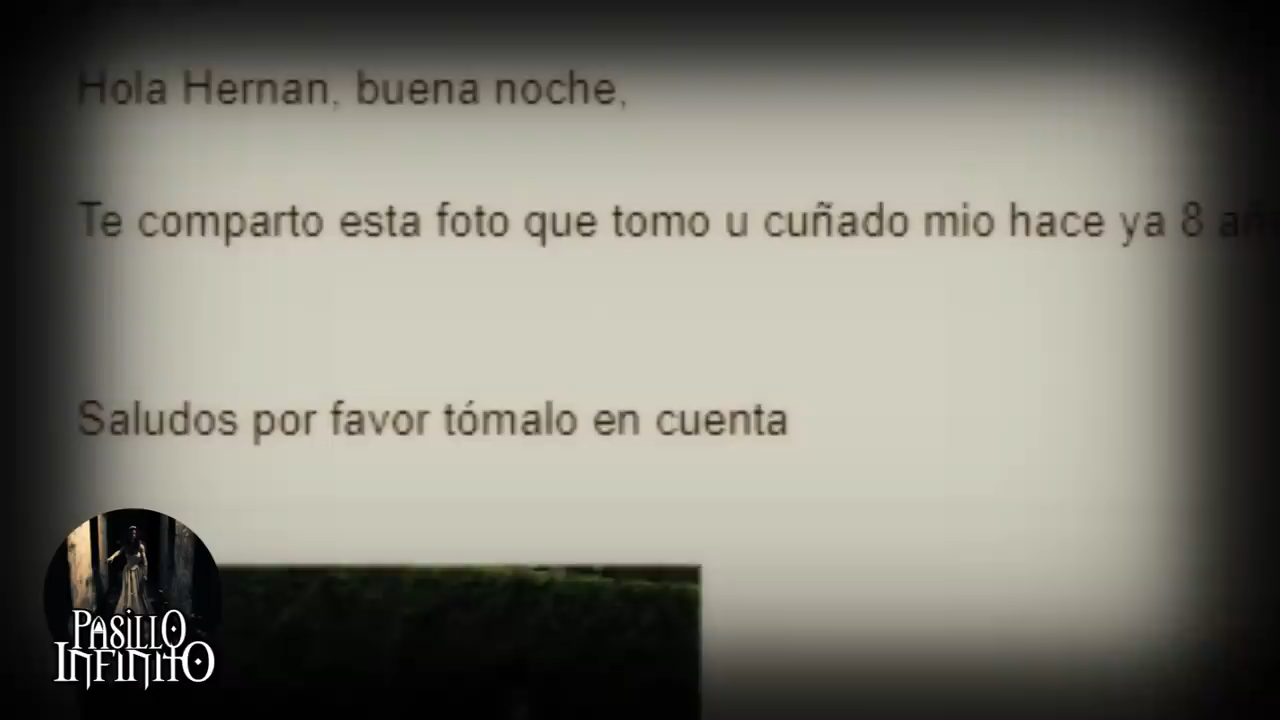 Hola Hernan, buena noche,
Te comparto esta foto que tomo u cuñado mio hace ya 8 añ
Saludos por favor tómalo en cuenta
PASILLO
INFINITO